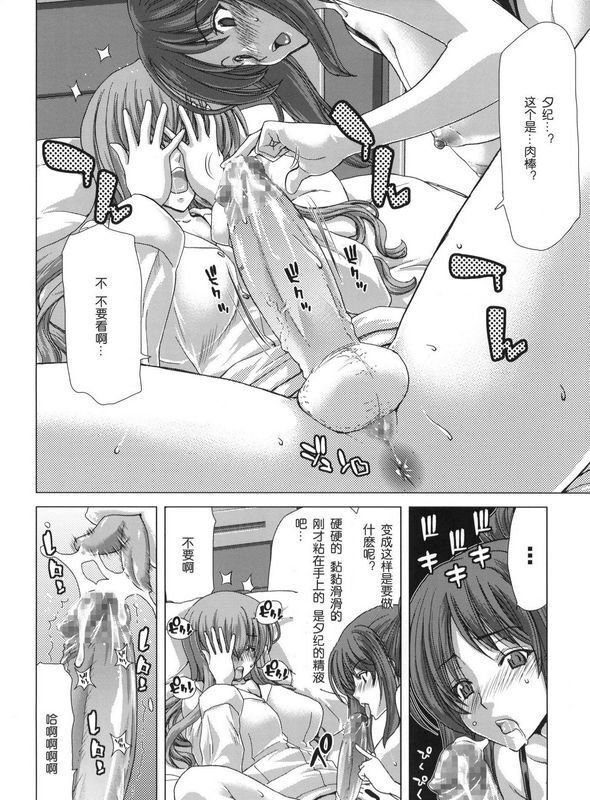 夕纪…?
这个是…肉棒?
不 不要看啊…
…
变成这样是要做
什麽呢?
硬硬的 黏黏滑滑的
刚才粘在手上的 是夕纪的精液
吧…
不要
哈啊啊啊啊